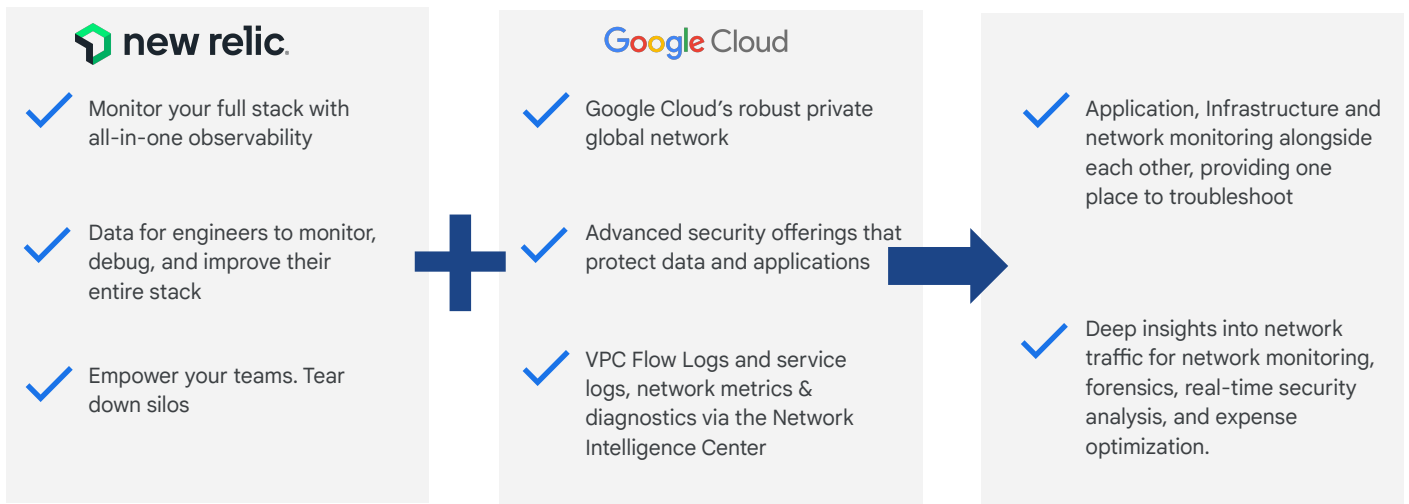 new relic.
Monitor your full stack with
all-in-one observability
Data for engineers to monitor,
debug, and improve their
entire stack
Empower your teams. Tear
down silos
Google Cloud
Google Cloud's robust private
global network
Advanced security offerings that
protect data and applications
VPC Flow Logs and service
logs, network metrics &
diagnostics via the Network
Intelligence Center
Application, Infrastructure and
network monitoring alongside
each other, providing one
place to troubleshoot
Deep insights into network
traffic for network monitoring,
forensics, real-time security
analysis, and expense
optimization.